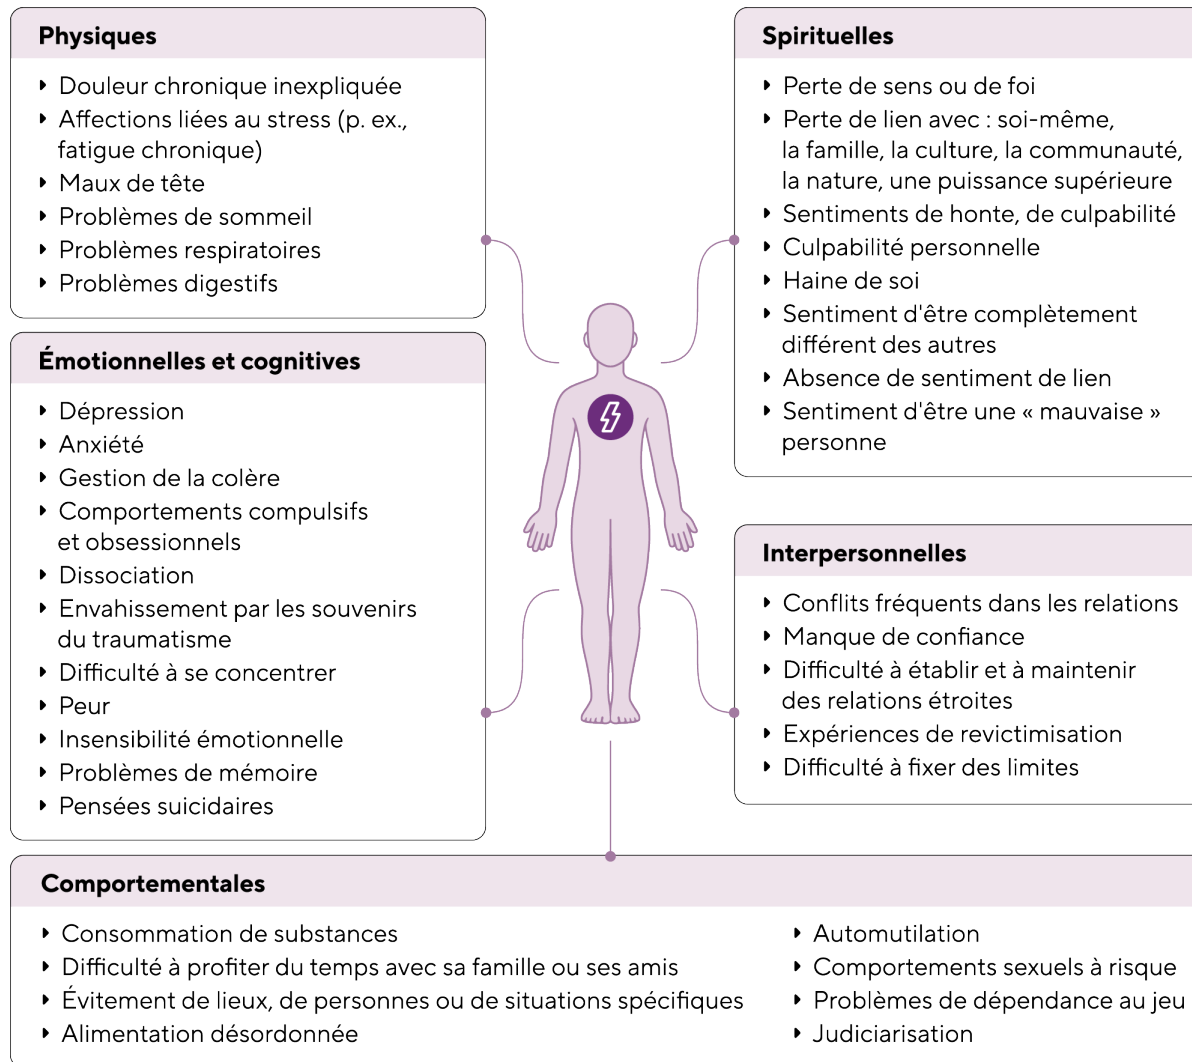 Physiques
Douleur chronique inexpliquée
Affections liées au stress (p. ex.,
fatigue chronique)
Maux de tête
Problèmes de sommeil
Problèmes respiratoires
Problèmes digestifs
Émotionnelles et cognitives
Dépression
Anxiété
Gestion de la colère
Comportements compulsifs
et obsessionnels
Dissociation
Envahissement par les souvenirs
du traumatisme
Difficulté à se concentrer
Peur
Insensibilité émotionnelle
Problèmes de mémoire
Pensées suicidaires
Spirituelles
Perte de sens ou de foi
Perte de lien avec : soi-même,
la famille, la culture, la communauté,
la nature, une puissance supérieure
Sentiments de honte, de culpabilité
Culpabilité personnelle
Haine de soi
Sentiment d'être complètement
différent des autres
Absence de sentiment de lien
Sentiment d'être une « mauvaise »
personne
Interpersonnelles
Conflits fréquents dans les relations
Manque de confiance
Difficulté à établir et à maintenir
des relations étroites
Expériences de revictimisation
Difficulté à fixer des limites
Comportementales
Consommation de substances
Difficulté à profiter du temps avec sa famille ou ses amis
Évitement de lieux, de personnes ou de situations spécifiques
Alimentation désordonnée
Automutilation
Comportements sexuels à risque
Problèmes de dépendance au jeu
Judiciarisation